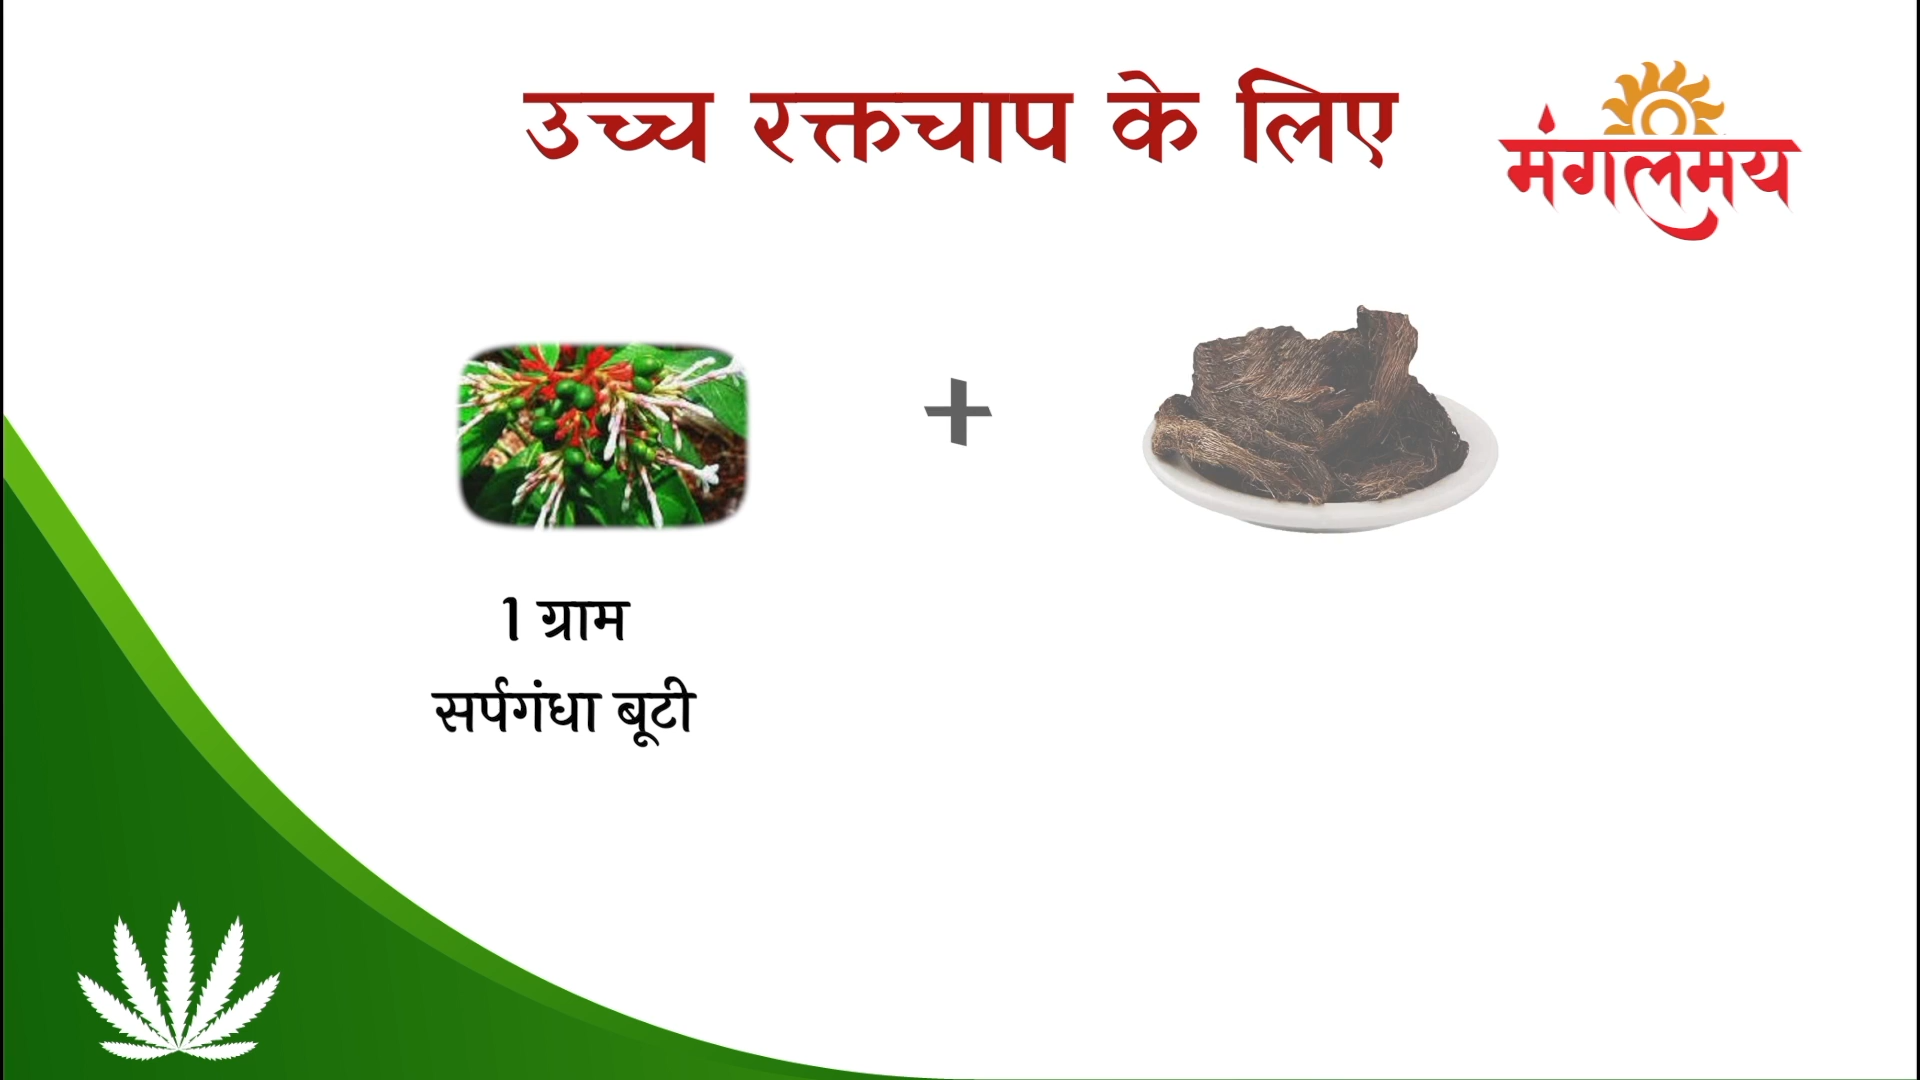 उच्च रक्तचाप के लिए
मंगलमय
+
1 ग्राम
सर्पगंधा बूटी